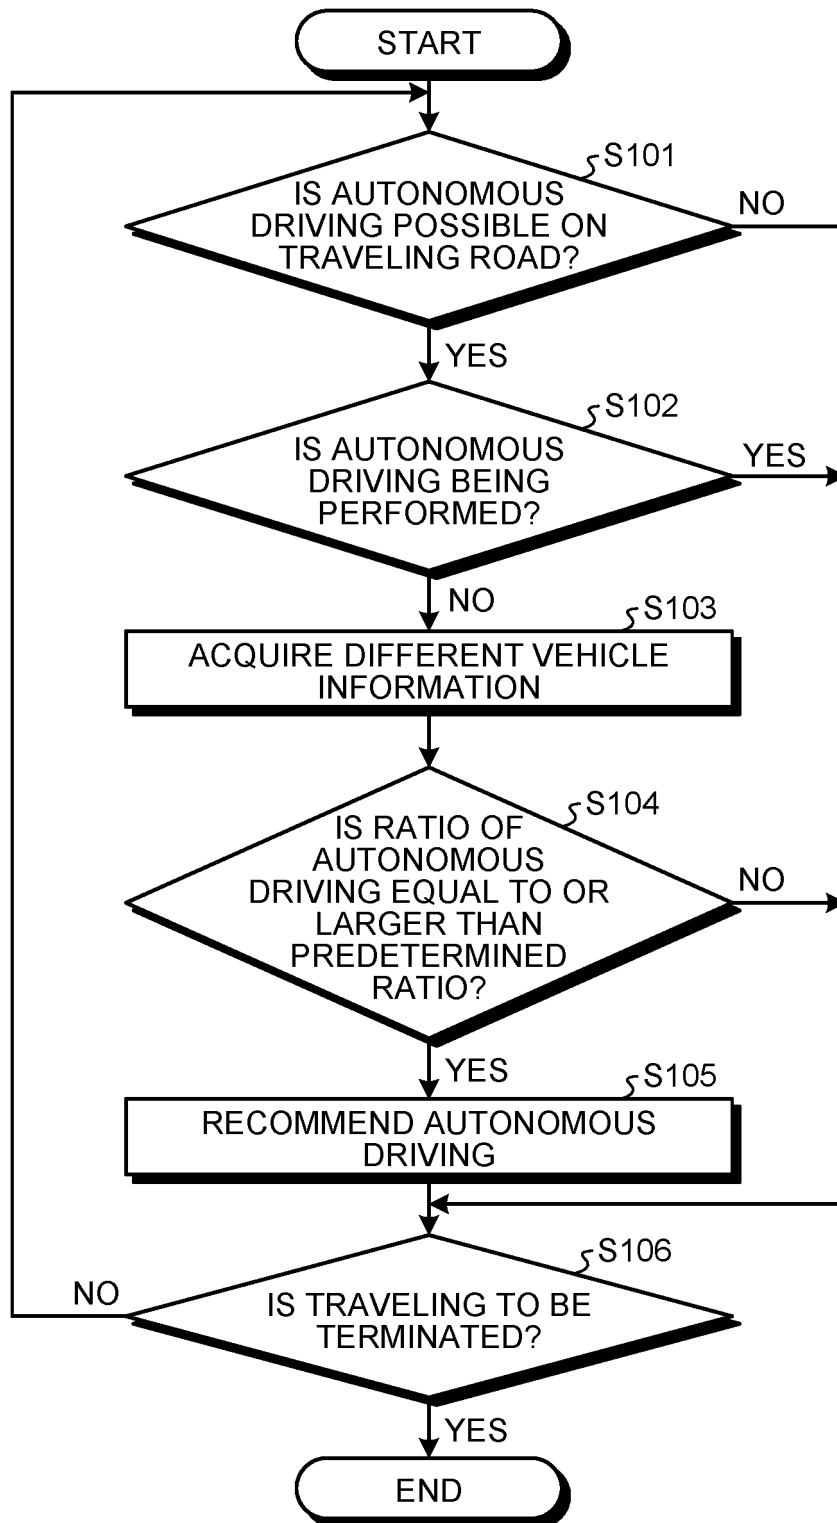 START
S101
IS AUTONOMOUS
DRIVING POSSIBLE ON
TRAVELING ROAD?
NO
YES
S102
IS AUTONOMOUS
DRIVING BEING
PERFORMED?
YES
NO
S103
ACQUIRE DIFFERENT VEHICLE
INFORMATION
S104
IS RATIO OF
AUTONOMOUS
DRIVING EQUAL TO OR
LARGER THAN
PREDETERMINED
RATIO?
NO
YES
S105
RECOMMEND AUTONOMOUS
DRIVING
S106
IS TRAVELING TO BE
TERMINATED?
NO
YES
END